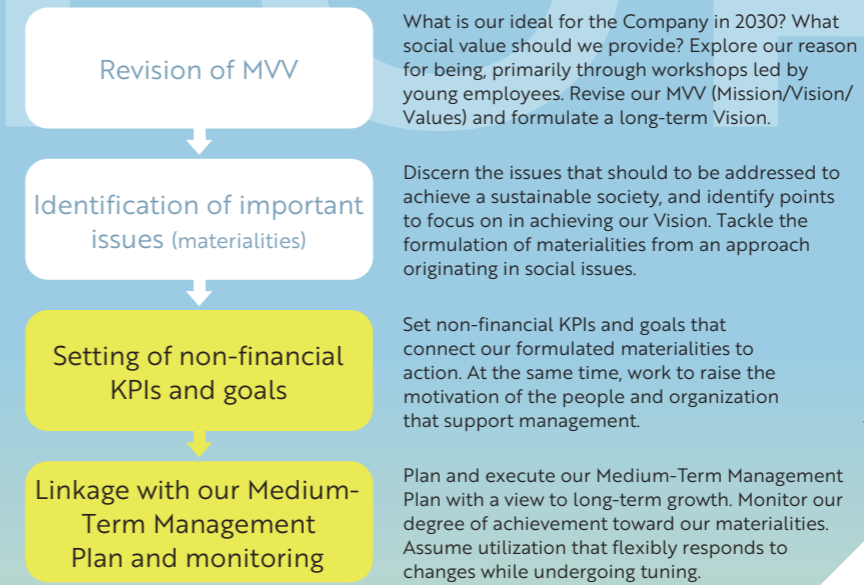 Revision of MVV
What is our ideal for the Company in 2030? What
social value should we provide? Explore our reason
for being, primarily through workshops led by
young employees. Revise our MVV (Mission/Vision/
Values) and formulate a long-term Vision.
Identification of important
issues (materialities)
Discern the issues that should to be addressed to
achieve a sustainable society, and identify points
to focus on in achieving our Vision. Tackle the
formulation of materialities from an approach
originating in social issues.
Setting of non-financial
KPIs and goals
Set non-financial KPIs and goals that
connect our formulated materialities to
action. At the same time, work to raise the
motivation of the people and organization
that support management.
Linkage with our Medium-
Term Management
Plan and monitoring
Plan and execute our Medium-Term Management
Plan with a view to long-term growth. Monitor our
degree of achievement toward our materialities.
Assume utilization that flexibly responds to
changes while undergoing tuning.